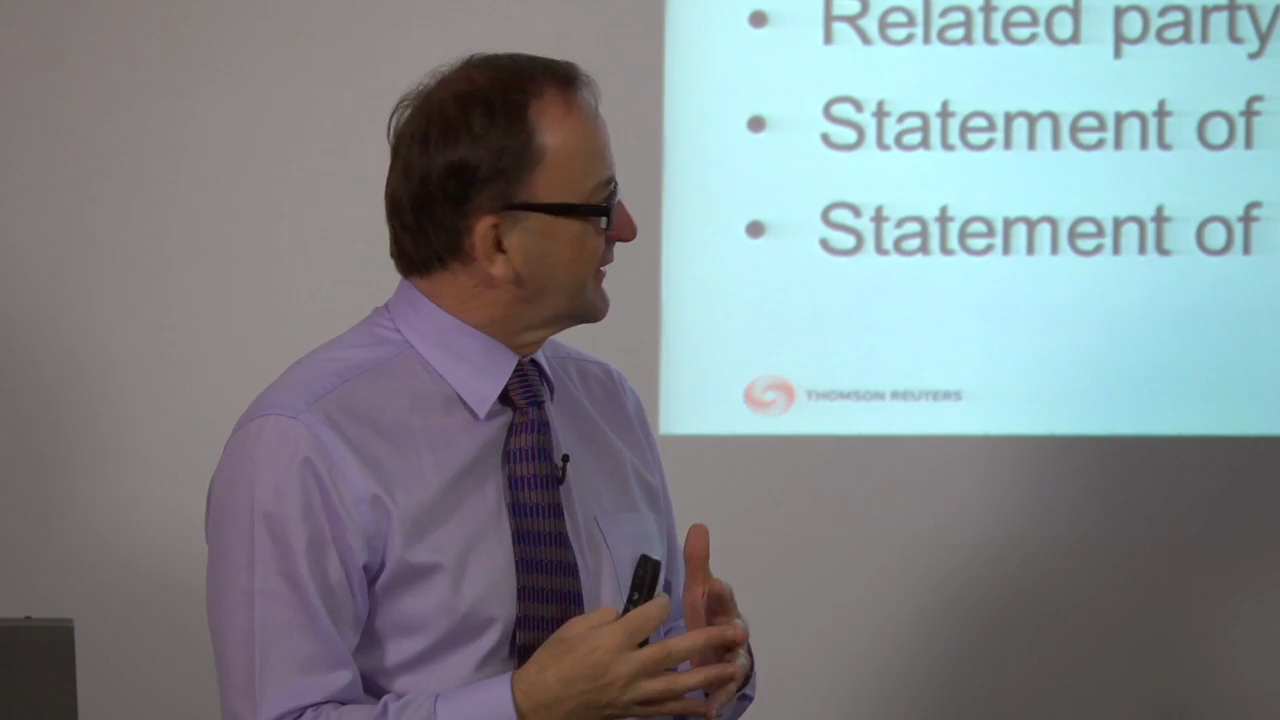 • Related party
• Statement of
• Statement of
THOMSON REUTERS